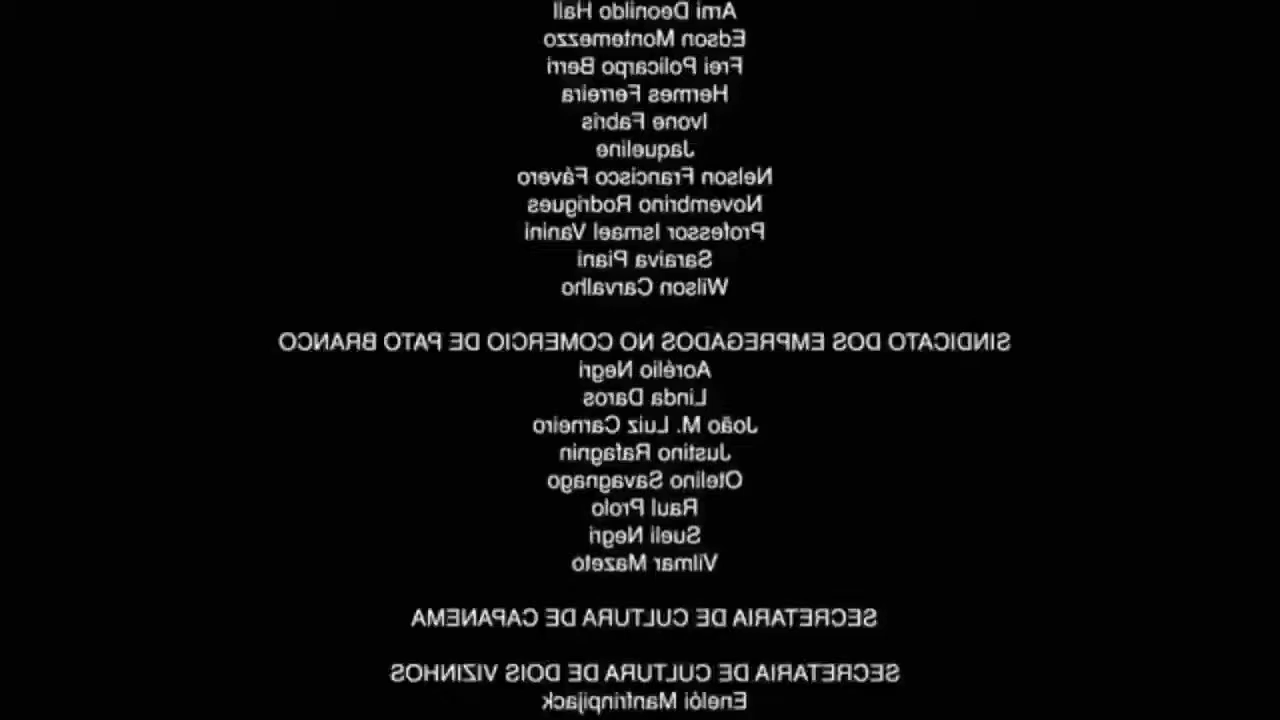 Arni Deonildo Hall
Edson Montemezzo
Frei Policarpo Berri
Hermes Ferreira
Ivone Fabris
Jaqueline
Nelson Francisco Fávero
Novembrino Rodrigues
Professor Ismael Vanini
Saraiva Piani
Wilson Carvalho
SINDICATO DOS EMPREGADOS NO COMERCIO DE PATO BRANCO
Aorélio Negri
Linda Daros
João M. Luiz Carneiro
Justino Rafagnin
Otelino Savagnago
Raul Prolo
Sueli Negri
Vilmar Mazeto
SECRETARIA DE CULTURA DE CAPANEMA
SECRETARIA DE CULTURA DE DOIS VIZINHOS
Enelói Manfrinpijack